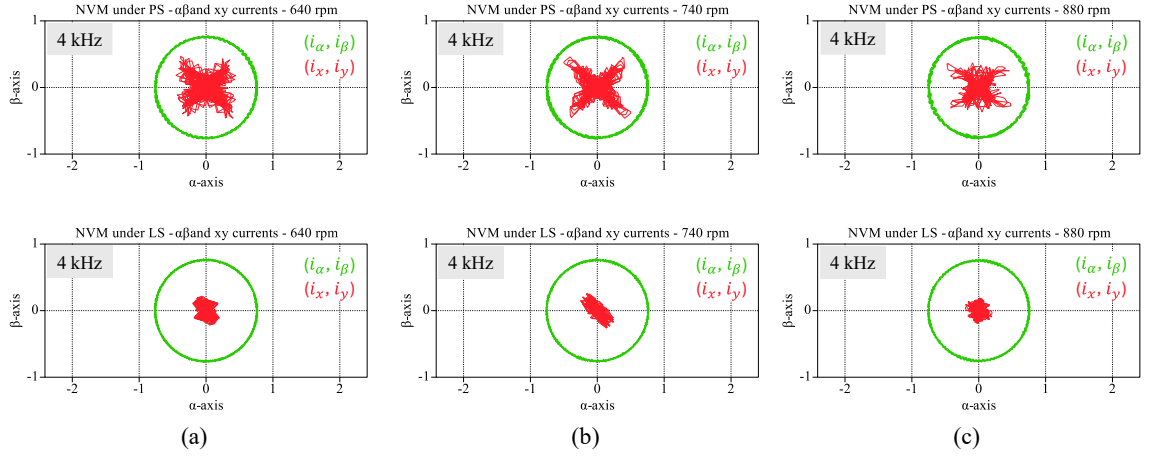 NVM under PS - αβand xy currents - 640 rpm
4 kHz
(iα, iβ)
(ix, iy)
β-axis
1
0
-1
-2
-1
0
1
2
α-axis
NVM under PS - αβand xy currents - 740 rpm
4 kHz
(iα, iβ)
(ix, iy)
β-axis
1
0
-1
-2
-1
0
1
2
α-axis
NVM under PS - αβand xy currents - 880 rpm
4 kHz
(iα, iβ)
(ix, iy)
β-axis
1
0
-1
-2
-1
0
1
2
α-axis
NVM under LS - αβand xy currents - 640 rpm
4 kHz
(iα, iβ)
(ix, iy)
β-axis
1
0
-1
-2
-1
0
1
2
α-axis
NVM under LS - αβand xy currents - 740 rpm
4 kHz
(iα, iβ)
(ix, iy)
β-axis
1
0
-1
-2
-1
0
1
2
α-axis
NVM under LS - αβand xy currents - 880 rpm
4 kHz
(iα, iβ)
(ix, iy)
β-axis
1
0
-1
-2
-1
0
1
2
α-axis
(a)
(b)
(c)